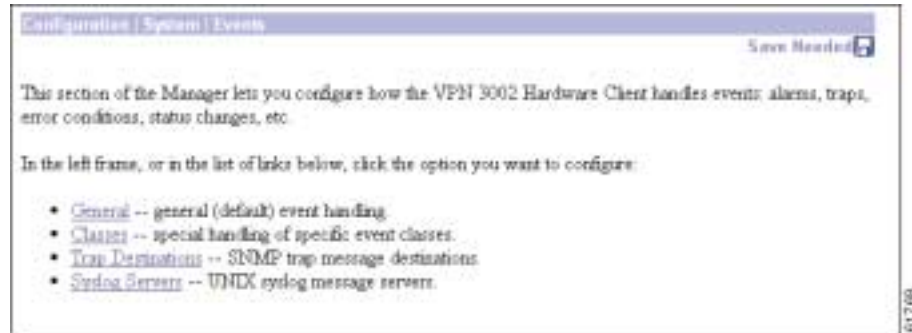 Configuration | System | Events
Save Needed
This section of the Manager lets you configure how the VPN 3002 Hardware Client handles events: alarms, traps,
error conditions, status changes, etc.
In the left frame, or in the list of links below, click the option you want to configure:
• General -- general (default) event handling.
• Classes -- special handling of specific event classes.
• Trap Destinations -- SNMP trap message destinations.
• Syslog Servers -- UNIX syslog message servers.